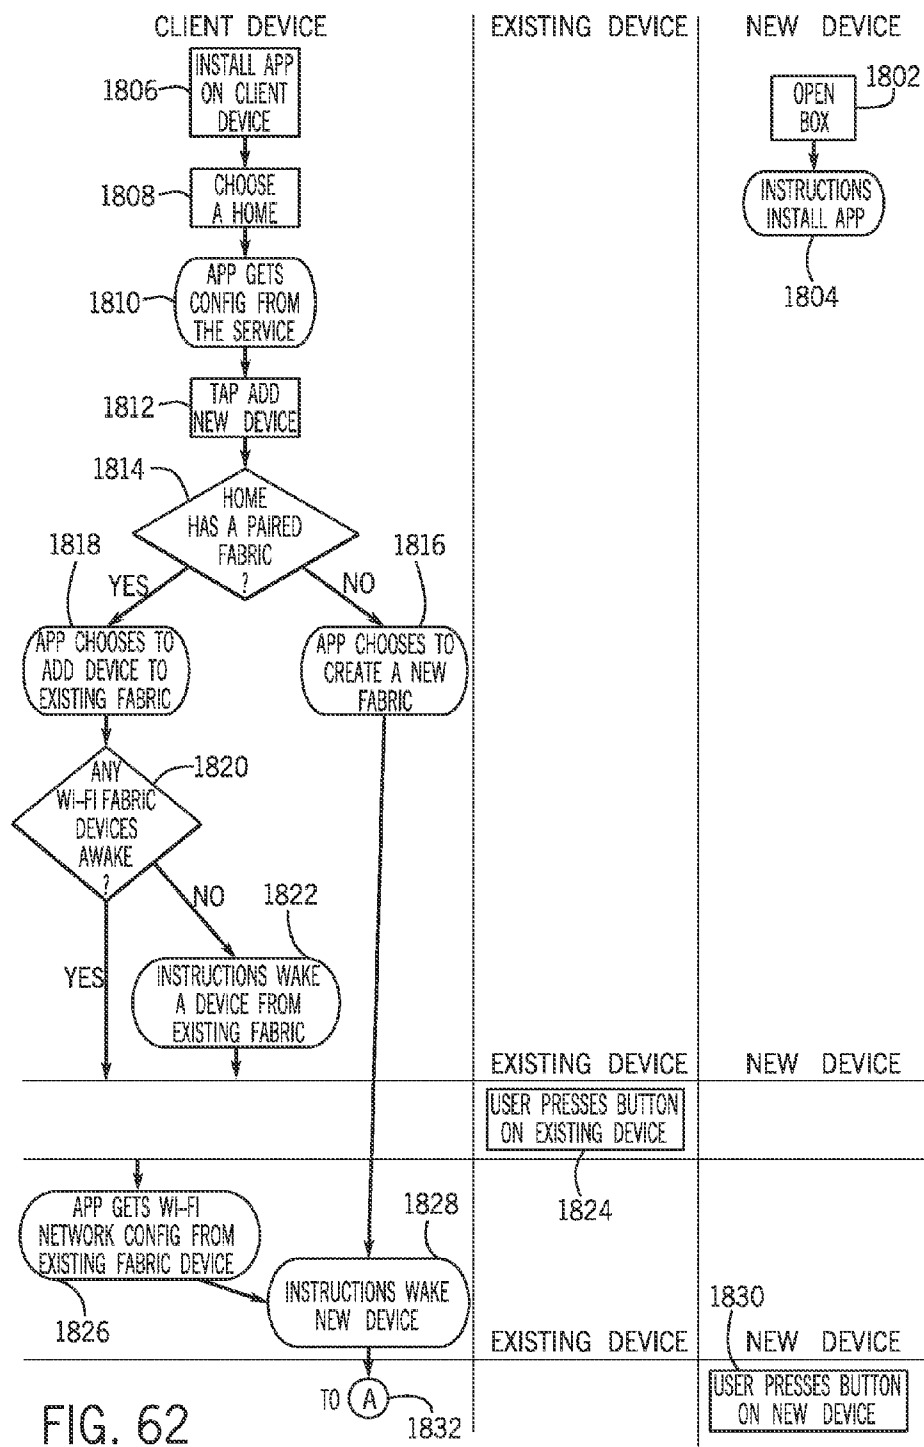 CLIENT DEVICE
EXISTING DEVICE
NEW DEVICE
1806
INSTALL APP
ON CLIENT
DEVICE
1802
OPEN
BOX
1808
CHOOSE
A HOME
INSTRUCTIONS
INSTALL APP
1804
1810
APP GETS
CONFIG FROM
THE SERVICE
1812
TAP ADD
NEW DEVICE
1814
HOME
HAS A PAIRED
FABRIC
?
YES
NO
1818
APP CHOOSES TO
ADD DEVICE TO
EXISTING FABRIC
1816
APP CHOOSES TO
CREATE A NEW
FABRIC
1820
ANY
WI-FI FABRIC
DEVICES
AWAKE
?
NO
YES
1822
INSTRUCTIONS WAKE
A DEVICE FROM
EXISTING FABRIC
EXISTING DEVICE
NEW DEVICE
USER PRESSES BUTTON
ON EXISTING DEVICE
1824
APP GETS WI-FI
NETWORK CONFIG FROM
EXISTING FABRIC DEVICE
1826
1828
INSTRUCTIONS WAKE
NEW DEVICE
EXISTING DEVICE
1830
NEW DEVICE
USER PRESSES BUTTON
ON NEW DEVICE
TO A
1832
FIG. 62